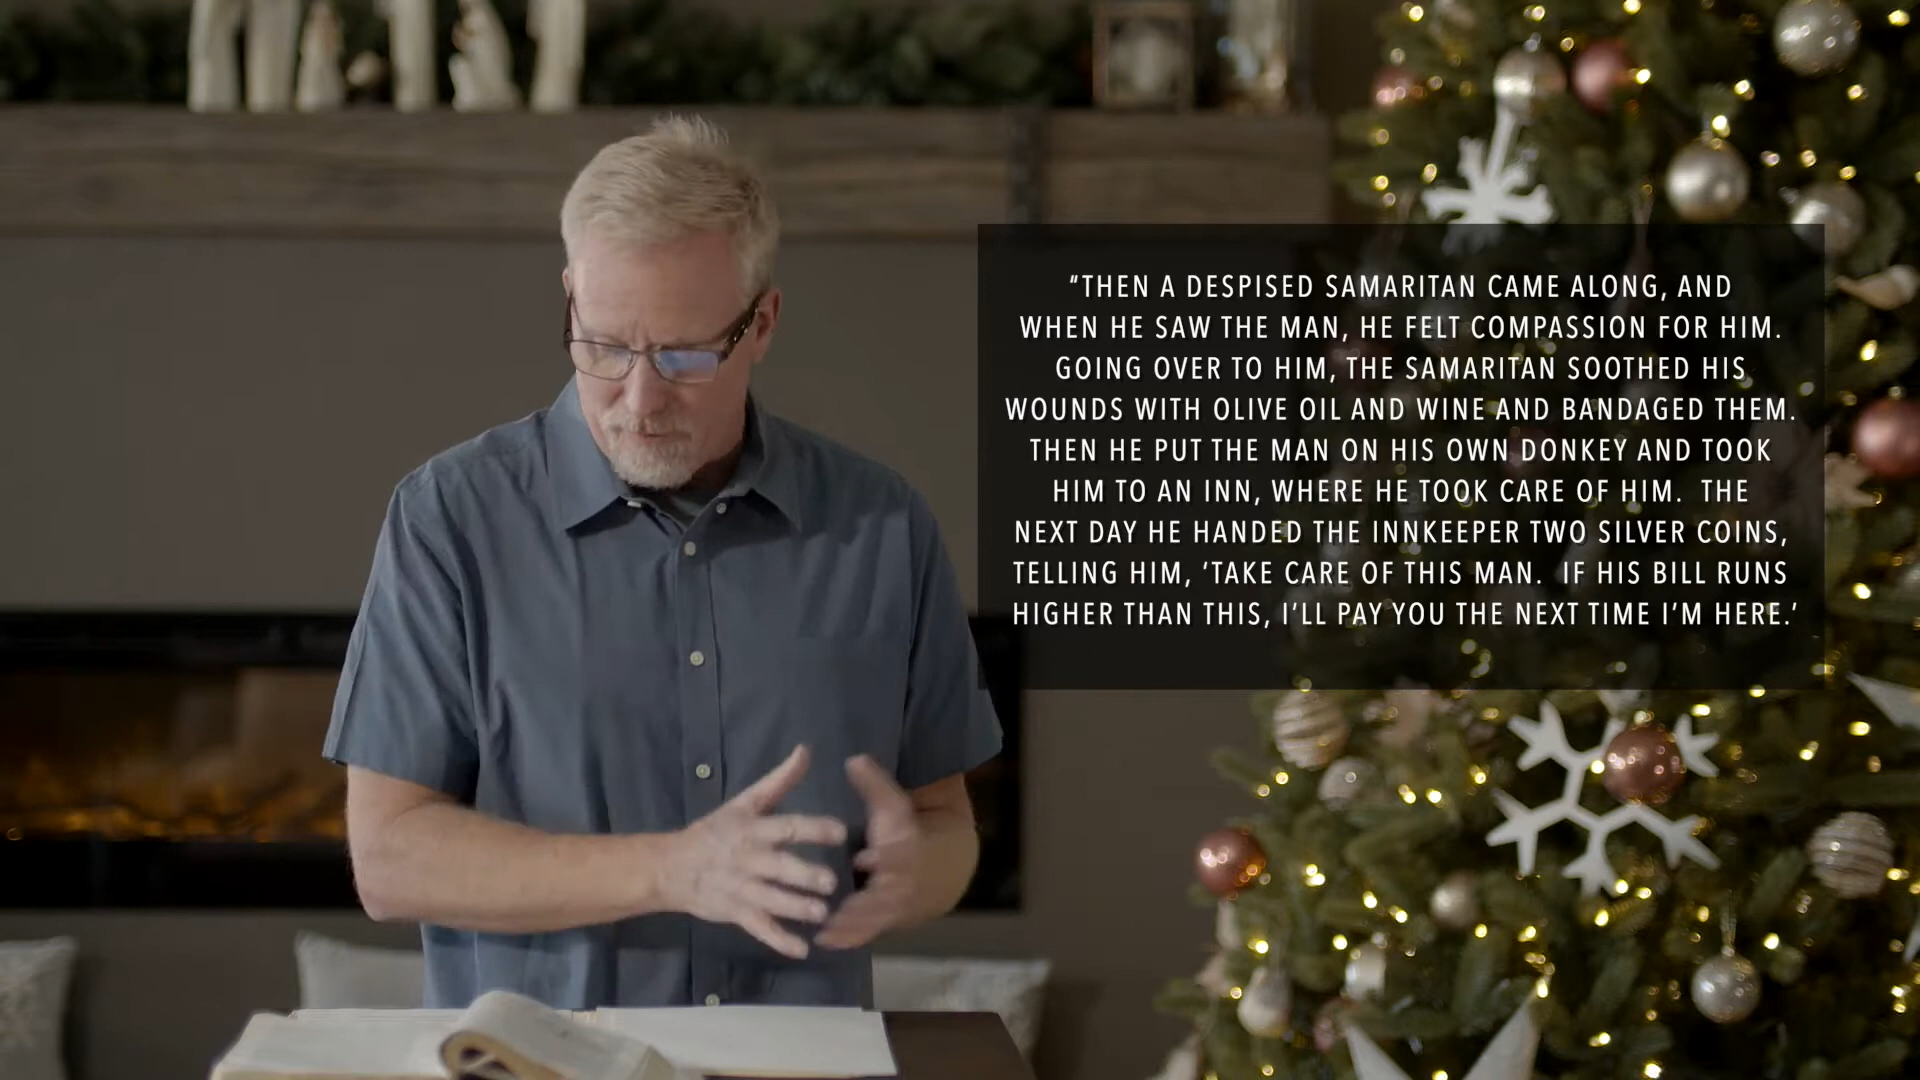 "THEN A DESPISED SAMARITAN CAME ALONG, AND
WHEN HE SAW THE MAN, HE FELT COMPASSION FOR HIM.
GOING OVER TO HIM, THE SAMARITAN SOOTHED HIS
WOUNDS WITH OLIVE OIL AND WINE AND BANDAGED THEM.
THEN HE PUT THE MAN ON HIS OWN DONKEY AND TOOK
HIM TO AN INN, WHERE HE TOOK CARE OF HIM.  THE
NEXT DAY HE HANDED THE INNKEEPER TWO SILVER COINS,
TELLING HIM, 'TAKE CARE OF THIS MAN.  IF HIS BILL RUNS
HIGHER THAN THIS, I'LL PAY YOU THE NEXT TIME I'M HERE.'